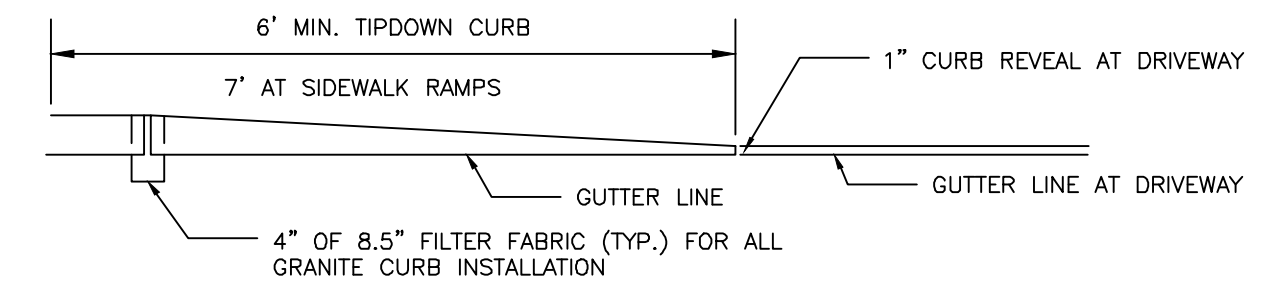 6' MIN. TIPDOWN CURB
7' AT SIDEWALK RAMPS
1" CURB REVEAL AT DRIVEWAY
GUTTER LINE AT DRIVEWAY
GUTTER LINE
4" OF 8.5" FILTER FABRIC (TYP.) FOR ALL
GRANITE CURB INSTALLATION